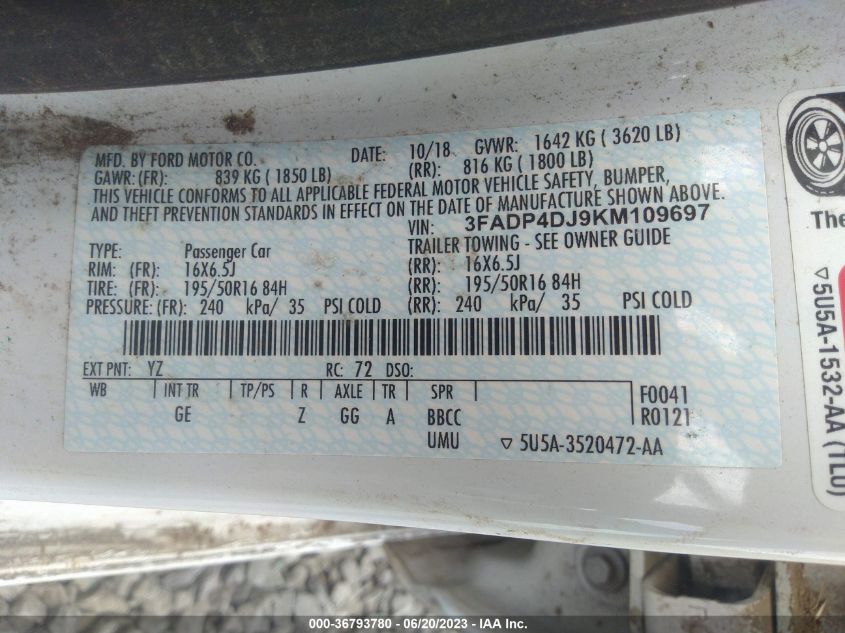 MFD. BY FORD MOTOR CO. DATE: 10/18 GVWR: 1642 KG ( 3620 LB)
GAWR: (FR): 839 KG ( 1850 LB) (RR): 816 KG ( 1800 LB)
THIS VEHICLE CONFORMS TO ALL APPLICABLE FEDERAL MOTOR VEHICLE SAFETY, BUMPER,
AND THEFT PREVENTION STANDARDS IN EFFECT ON THE DATE OF MANUFACTURE SHOWN ABOVE.
VIN: 3FADP4DJ9KM109697
TYPE: Passenger Car TRAILER TOWING - SEE OWNER GUIDE
RIM: (FR): 16X6.5J (RR): 16X6.5J
TIRE: (FR): 195/50R16 84H (RR): 195/50R16 84H
PRESSURE: (FR): 240 kPa/ 35 PSI COLD (RR): 240 kPa/ 35 PSI COLD
EXT PNT: YZ RC: 72 DSO:
WB INT TR TP/PS R AXLE TR SPR F0041
GE Z GG A BBCC R0121
UMU ▽ 5U5A-3520472-AA
The
▽5U5A-1532-AA (TLD)
000-36793780 - 06/20/2023 - IAAI Inc.